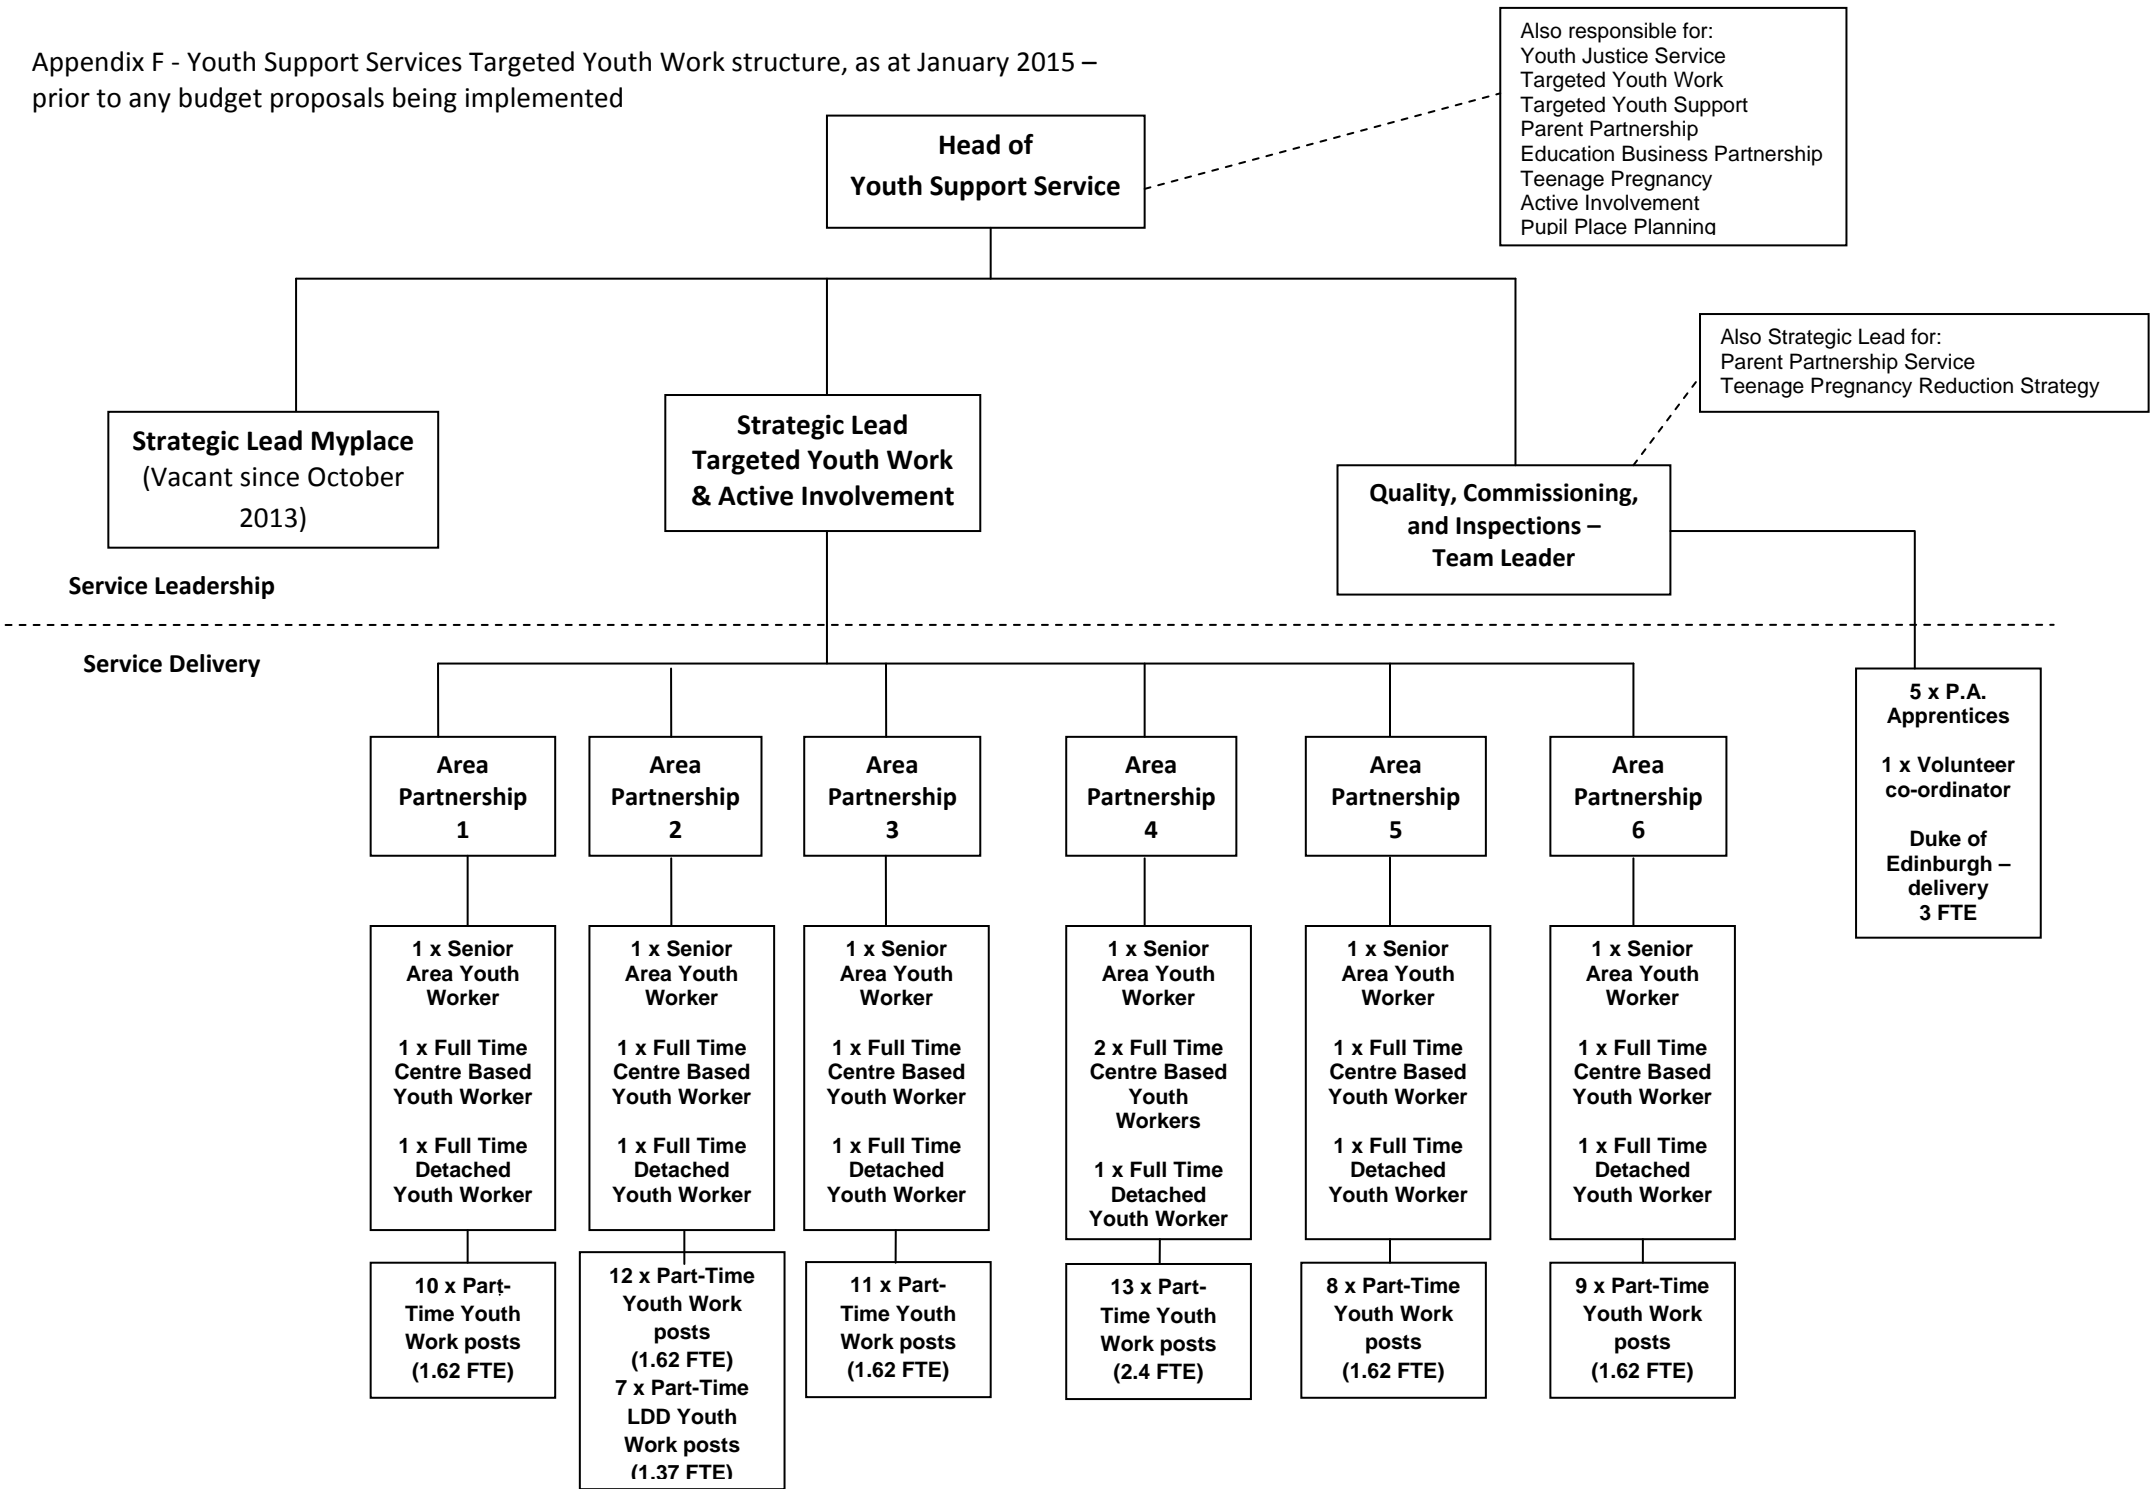 Appendix F - Youth Support Services Targeted Youth Work structure, as at January 2015 –
prior to any budget proposals being implemented
Also responsible for:
Youth Justice Service
Targeted Youth Work
Targeted Youth Support
Parent Partnership
Education Business Partnership
Teenage Pregnancy
Active Involvement
Pupil Place Planning
Head of
Youth Support Service
Also Strategic Lead for:
Parent Partnership Service
Teenage Pregnancy Reduction Strategy
Strategic Lead Myplace
(Vacant since October
2013)
Strategic Lead
Targeted Youth Work
& Active Involvement
Quality, Commissioning,
and Inspections –
Team Leader
Service Leadership
Service Delivery
5 x P.A.
Apprentices
1 x Volunteer
co-ordinator
Duke of
Edinburgh –
delivery
3 FTE
Area
Partnership
1
Area
Partnership
2
Area
Partnership
3
Area
Partnership
4
Area
Partnership
5
Area
Partnership
6
1 x Senior
Area Youth
Worker
1 x Full Time
Centre Based
Youth Worker
1 x Full Time
Detached
Youth Worker
1 x Senior
Area Youth
Worker
1 x Full Time
Centre Based
Youth Worker
1 x Full Time
Detached
Youth Worker
1 x Senior
Area Youth
Worker
1 x Full Time
Centre Based
Youth Worker
1 x Full Time
Detached
Youth Worker
1 x Senior
Area Youth
Worker
2 x Full Time
Centre Based
Youth
Workers
1 x Full Time
Detached
Youth Worker
1 x Senior
Area Youth
Worker
1 x Full Time
Centre Based
Youth Worker
1 x Full Time
Detached
Youth Worker
1 x Senior
Area Youth
Worker
1 x Full Time
Centre Based
Youth Worker
1 x Full Time
Detached
Youth Worker
10 x Part-
Time Youth
Work posts
(1.62 FTE)
12 x Part-Time
Youth Work
posts
(1.62 FTE)
7 x Part-Time
LDD Youth
Work posts
(1.37 FTE)
11 x Part-
Time Youth
Work posts
(1.62 FTE)
13 x Part-
Time Youth
Work posts
(2.4 FTE)
8 x Part-Time
Youth Work
posts
(1.62 FTE)
9 x Part-Time
Youth Work
posts
(1.62 FTE)